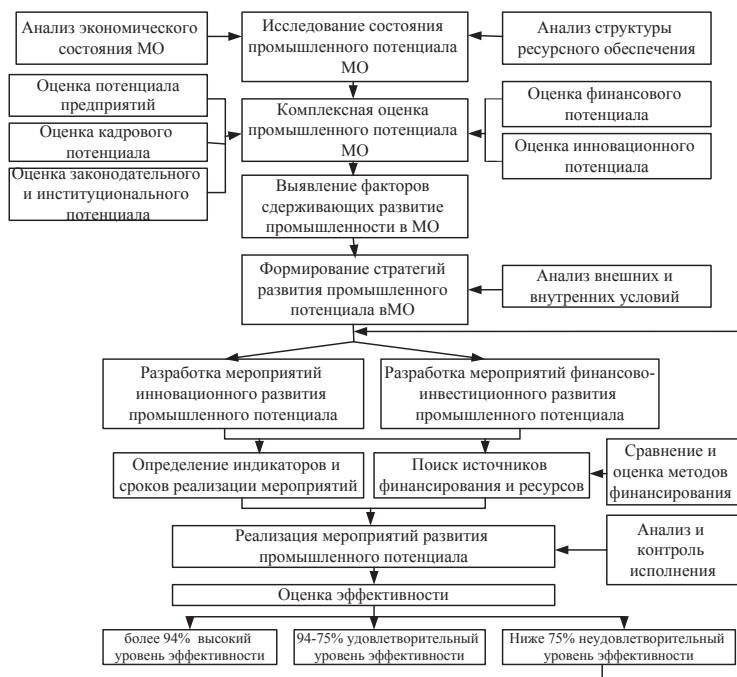 Анализ экономического
состояния МО
Исследование состояния
промышленного потенциала
МО
Анализ структуры
ресурсного обеспечения
Оценка потенциала
предприятий
Оценка кадрового
потенциала
Оценка законодательного
и институционального
потенциала
Комплексная оценка
промышленного потенциала
МО
Оценка финансового
потенциала
Оценка инновационного
потенциала
Выявление факторов
сдерживающих развитие
промышленности в МО
Формирование стратегий
развития промышленного
потенциала вМО
Анализ внешних и
внутренних условий
Разработка мероприятий
инновационного развития
промышленного потенциала
Разработка мероприятий финансово-
инвестиционного развития
промышленного потенциала
Определение индикаторов и
сроков реализации мероприятий
Поиск источников
финансирования и ресурсов
Сравнение и
оценка методов
финансирования
Реализация мероприятий развития
промышленного потенциала
Анализ и
контроль
исполнения
Оценка эффективности
более 94% высокий
уровень эффективности
94-75% удовлетворительный
уровень эффективности
Ниже 75% неудовлетворительный
уровень эффективности